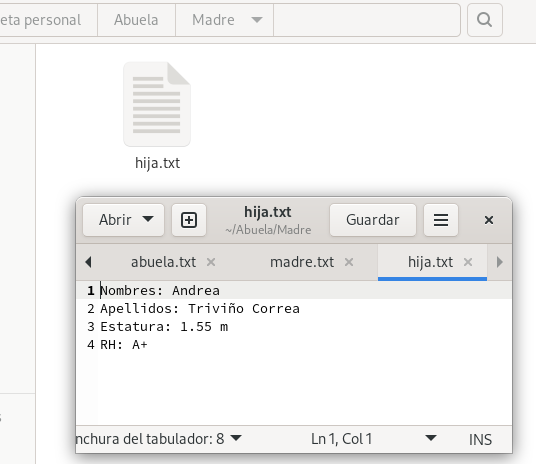 eta personal Abuela Madre
hija.txt
Abrir hija.txt Guardar
~/Abuela/Madre
abuela.txt madre.txt hija.txt
1 Nombres: Andrea
2 Apellidos: Triviño Correa
3 Estatura: 1.55 m
4 RH: A+
nchura del tabulador: 8 Ln 1, Col 1 INS